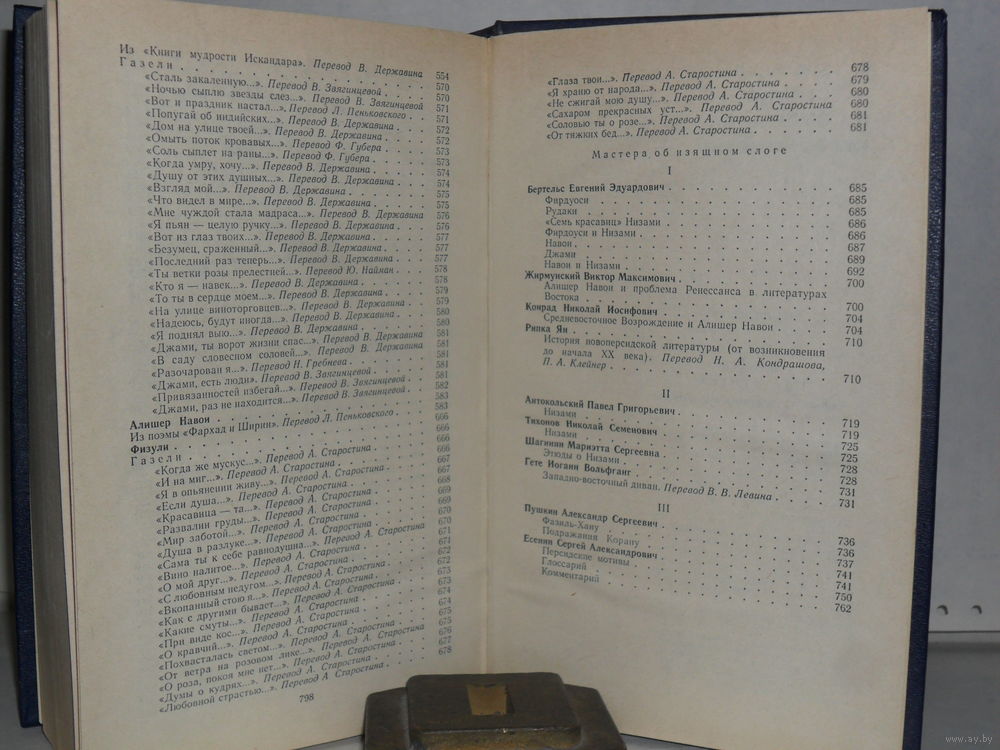 Из «Книги мудрости Искандара». Перевод В. Державина 554
Газели . . . . . . . . 570
«Сталь закаленную...». Перевод В. Звягинцевой 570
«Ночью сыплю звезды слез...». Перевод В. Звягинцевой 571
«Вот и праздник настал...». Перевод Л. Пеньковского . 571
«Попугай об индийских...». Перевод В. Державина . . 572
«Дом на улице твоей...». Перевод В. Державина . . 572
«Омыть поток кровавых...». Перевод Ф. Губера . . 573
«Соль сыплет на раны...». Перевод Ф. Губера . . . 573
«Когда умру, хочу...». Перевод В. Державина . . . 574
«Душу от этих душных...». Перевод В. Державина . . 574
«Взгляд мой...». Перевод В. Державина . . . . 575
«Что видел в мире...». Перевод В. Державина . . . 575
«Мне чуждой стала мадраса...». Перевод В. Державина 576
«Я пьян — целую ручку...». Перевод В. Державина . . 576
«Вот из глаз твоих...». Перевод В. Державина . . . 577
«Безумец, сраженный...». Перевод В. Державина . . 577
«Последний раз теперь...». Перевод В. Державина . . 577
«Ты ветки розы прелестней...». Перевод Ю. Найман . 578
«Кто я — навек...». Перевод В. Державина . . . 578
«То ты в сердце моем...». Перевод В. Державина . . 579
«На улице виноторговцев...». Перевод В. Державина . 579
«Надеюсь, будут иногда...». Перевод В. Державина . 580
«Я поднял вью...». Перевод В. Державина . . . 580
«Джами, ты ворот жизни спас...». Перевод В. Державина 581
«В саду словесном соловей...». Перевод В. Державина 581
«Разочарован я...». Перевод Н. Гребнева . . . . 581
«Джами, есть люди» Перевод В. Звягинцевой . . . 581
«Привязанностей избегай...». Перевод В. Звягинцевой . 582
«Джами, раз не находится...». Перевод В. Звягинцевой . 583
Алишер Навои . . . . . . . . 583
Из поэмы «Фархад и Ширин». Перевод Л. Пеньковского . 666
Физули . . . . . . . . 666
Газели . . . . . . . . 666
«Когда же мускус...». Перевод А. Старостина . . . 667
«И на миг...». Перевод А. Старостина . . . .
«Я в опьянении живу...». Перевод А. Старостина . . 668
«Если душа...». Перевод А. Старостина . . . . 669
«Красавица — та...». Перевод А. Старостина . . . 669
«Развалин груды...». Перевод А. Старостина . . . 670
«Мир заботой...». Перевод А. Старостина . . . . 670
«Душа в разлуке...». Перевод А. Старостина . . . 671
«Сама ты к себе равнодушна...». Перевод А. Старостина 671
«Вино налитое...». Перевод А. Старостина . . . . 672
«О мой друг...». Перевод А. Старостина . . . . 672
«С любовным недугом...». Перевод А. Старостина . . 673
«Вкопанный стою я...». Перевод А. Старостина . . . 673
«Как с другими бывает...». Перевод А. Старостина . . 674
«Какие смуты...». Перевод А. Старостина . . . . 674
«При виде кос...». Перевод А. Старостина . . . . 675
«О кравчий...». Перевод А. Старостина . . . . 676
«Похвасталась светом...». Перевод А. Старостина . . 677
«От ветра на розовом лике...». Перевод А. Старостина 678
«О роза, покоя мне нет...». Перевод А. Старостина
«Думы о кудрях...». Перевод А. Старостина . . .
«Любовной страстью...». Перевод А. Старостина . .
798
«Глаза твои...». Перевод А. Старостина . . . . . 678
«Я храню от народа...». Перевод А. Старостина . . . 679
«Не сжигай мою душу...». Перевод А. Старостина . . 680
«Сахаром прекрасных уст...». Перевод А. Старостина 680
«Соловью ты о розе...». Перевод А. Старостина . . . 681
«От тяжких бед...». Перевод А. Старостина . . . . 681
Мастера об изящном слоге
I
Бертельс Евгений Эдуардович . . . . . . . 685
Фирдоуси . . . . . . . . 685
Рудаки . . . . . . . . 685
«Семь красавиц» Низами . . . . . . . 686
Фирдоуси и Низами . . . . . . . 686
Навои . . . . . . . . 687
Джами . . . . . . . . 689
Навои и Низами . . . . . . . 692
Жирмунский Виктор Максимович . . . . . . 700
Алишер Навои и проблема Ренессанса в литературах
Востока . . . . . . . . 700
Конрад Николай Иосифович . . . . . . . 704
Средневосточное Возрождение и Алишер Навои . . . 704
Рипка Ян . . . . . . . . 710
История новоперсидской литературы (от возникновения
до начала XX века). Перевод Н. А. Кондрашова,
П. А. Клейнер . . . . . . . . 710
II
Антокольский Павел Григорьевич . . . . . . 719
Низами . . . . . . . . 719
Тихонов Николай Семенович . . . . . . . 725
Низами . . . . . . . . 725
Шагинян Мариэтта Сергеевна . . . . . . . 728
Этюды о Низами . . . . . . . 728
Гете Иоганн Вольфганг . . . . . . . 731
Западно-восточный диван. Перевод В. В. Левина . . . 731
III
Пушкин Александр Сергеевич . . . . . . . 736
Фазиль-Хану . . . . . . . . 736
Подражания Корану . . . . . . . 737
Есенин Сергей Александрович . . . . . . . 741
Персидские мотивы . . . . . . . 741
Глоссарий . . . . . . . . 750
Комментарий . . . . . . . . 762
www.ay.by